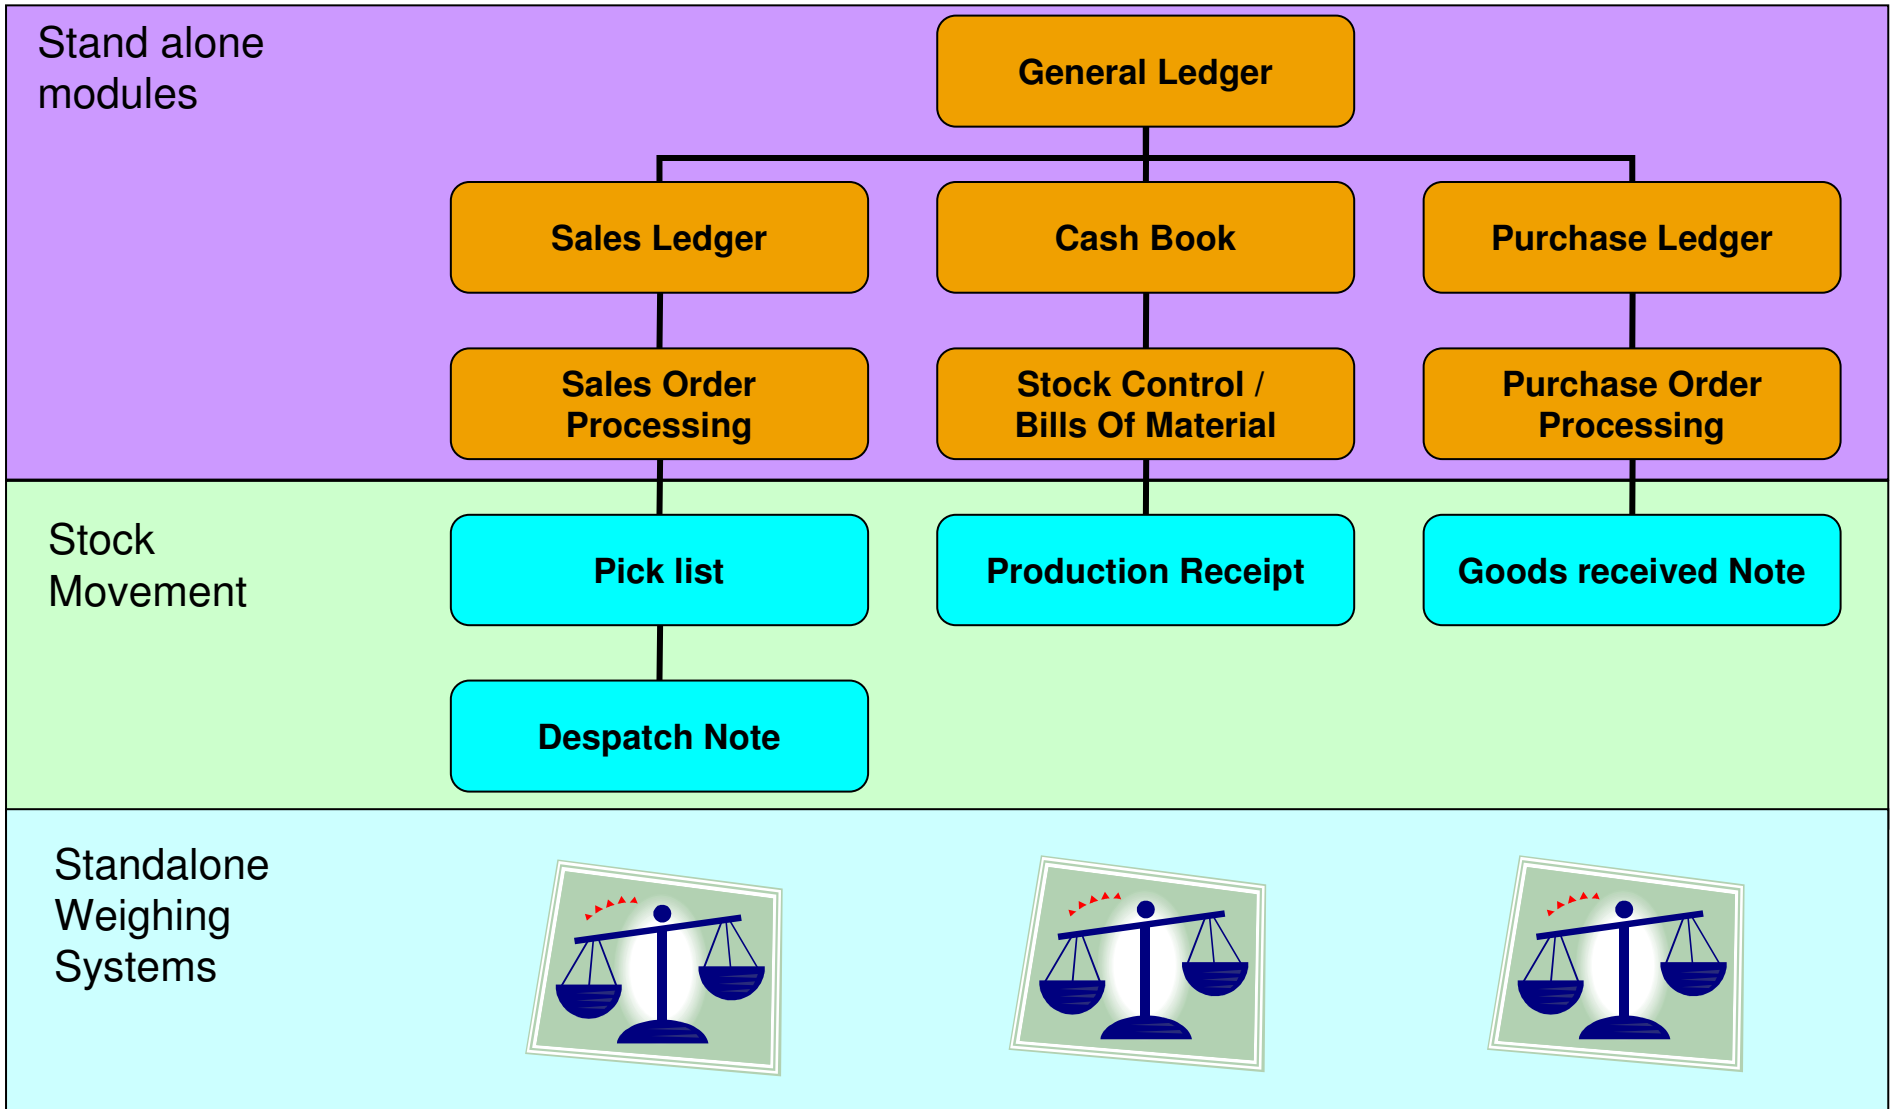 Stand alone
modules
General Ledger
Sales Ledger
Cash Book
Purchase Ledger
Sales Order
Processing
Stock Control /
Bills Of Material
Purchase Order
Processing
Stock
Movement
Pick list
Production Receipt
Goods received Note
Despatch Note
Standalone
Weighing
Systems